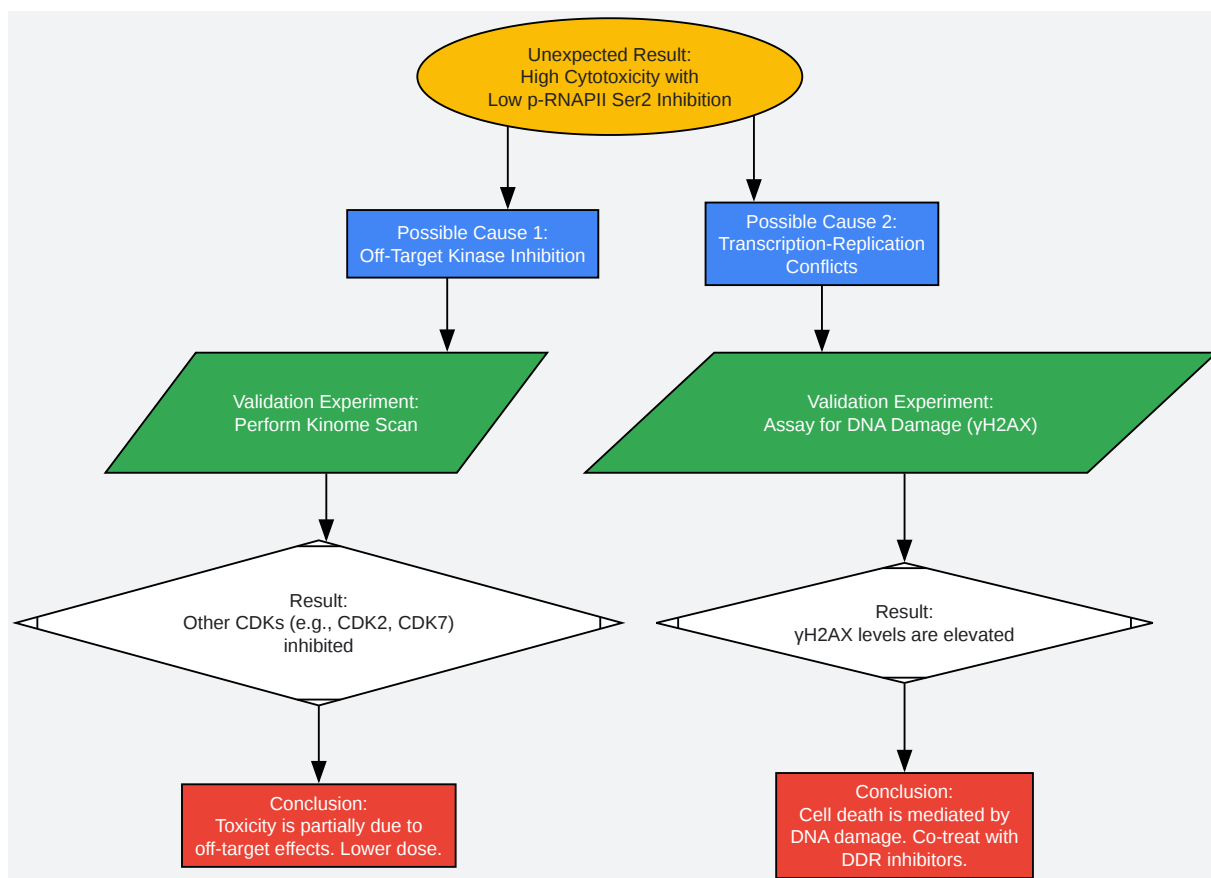 Unexpected Result:
High Cytotoxicity with
Low p-RNAPII Ser2 Inhibition
Possible Cause 1:
Off-Target Kinase Inhibition
Possible Cause 2:
Transcription-Replication
Conflicts
Validation Experiment:
Perform Kinome Scan
Validation Experiment:
Assay for DNA Damage (γH2AX)
Result:
Other CDKs (e.g., CDK2, CDK7)
inhibited
Result:
γH2AX levels are elevated
Conclusion:
Toxicity is partially due to
off-target effects. Lower dose.
Conclusion:
Cell death is mediated by
DNA damage. Co-treat with
DDR inhibitors.